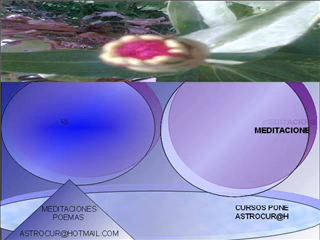 MEDITACIONE
MEDITACIONES
POEMAS
ASTROCUR@HOTMAIL.COM
CURSOS PONE
ASTROCUR@H